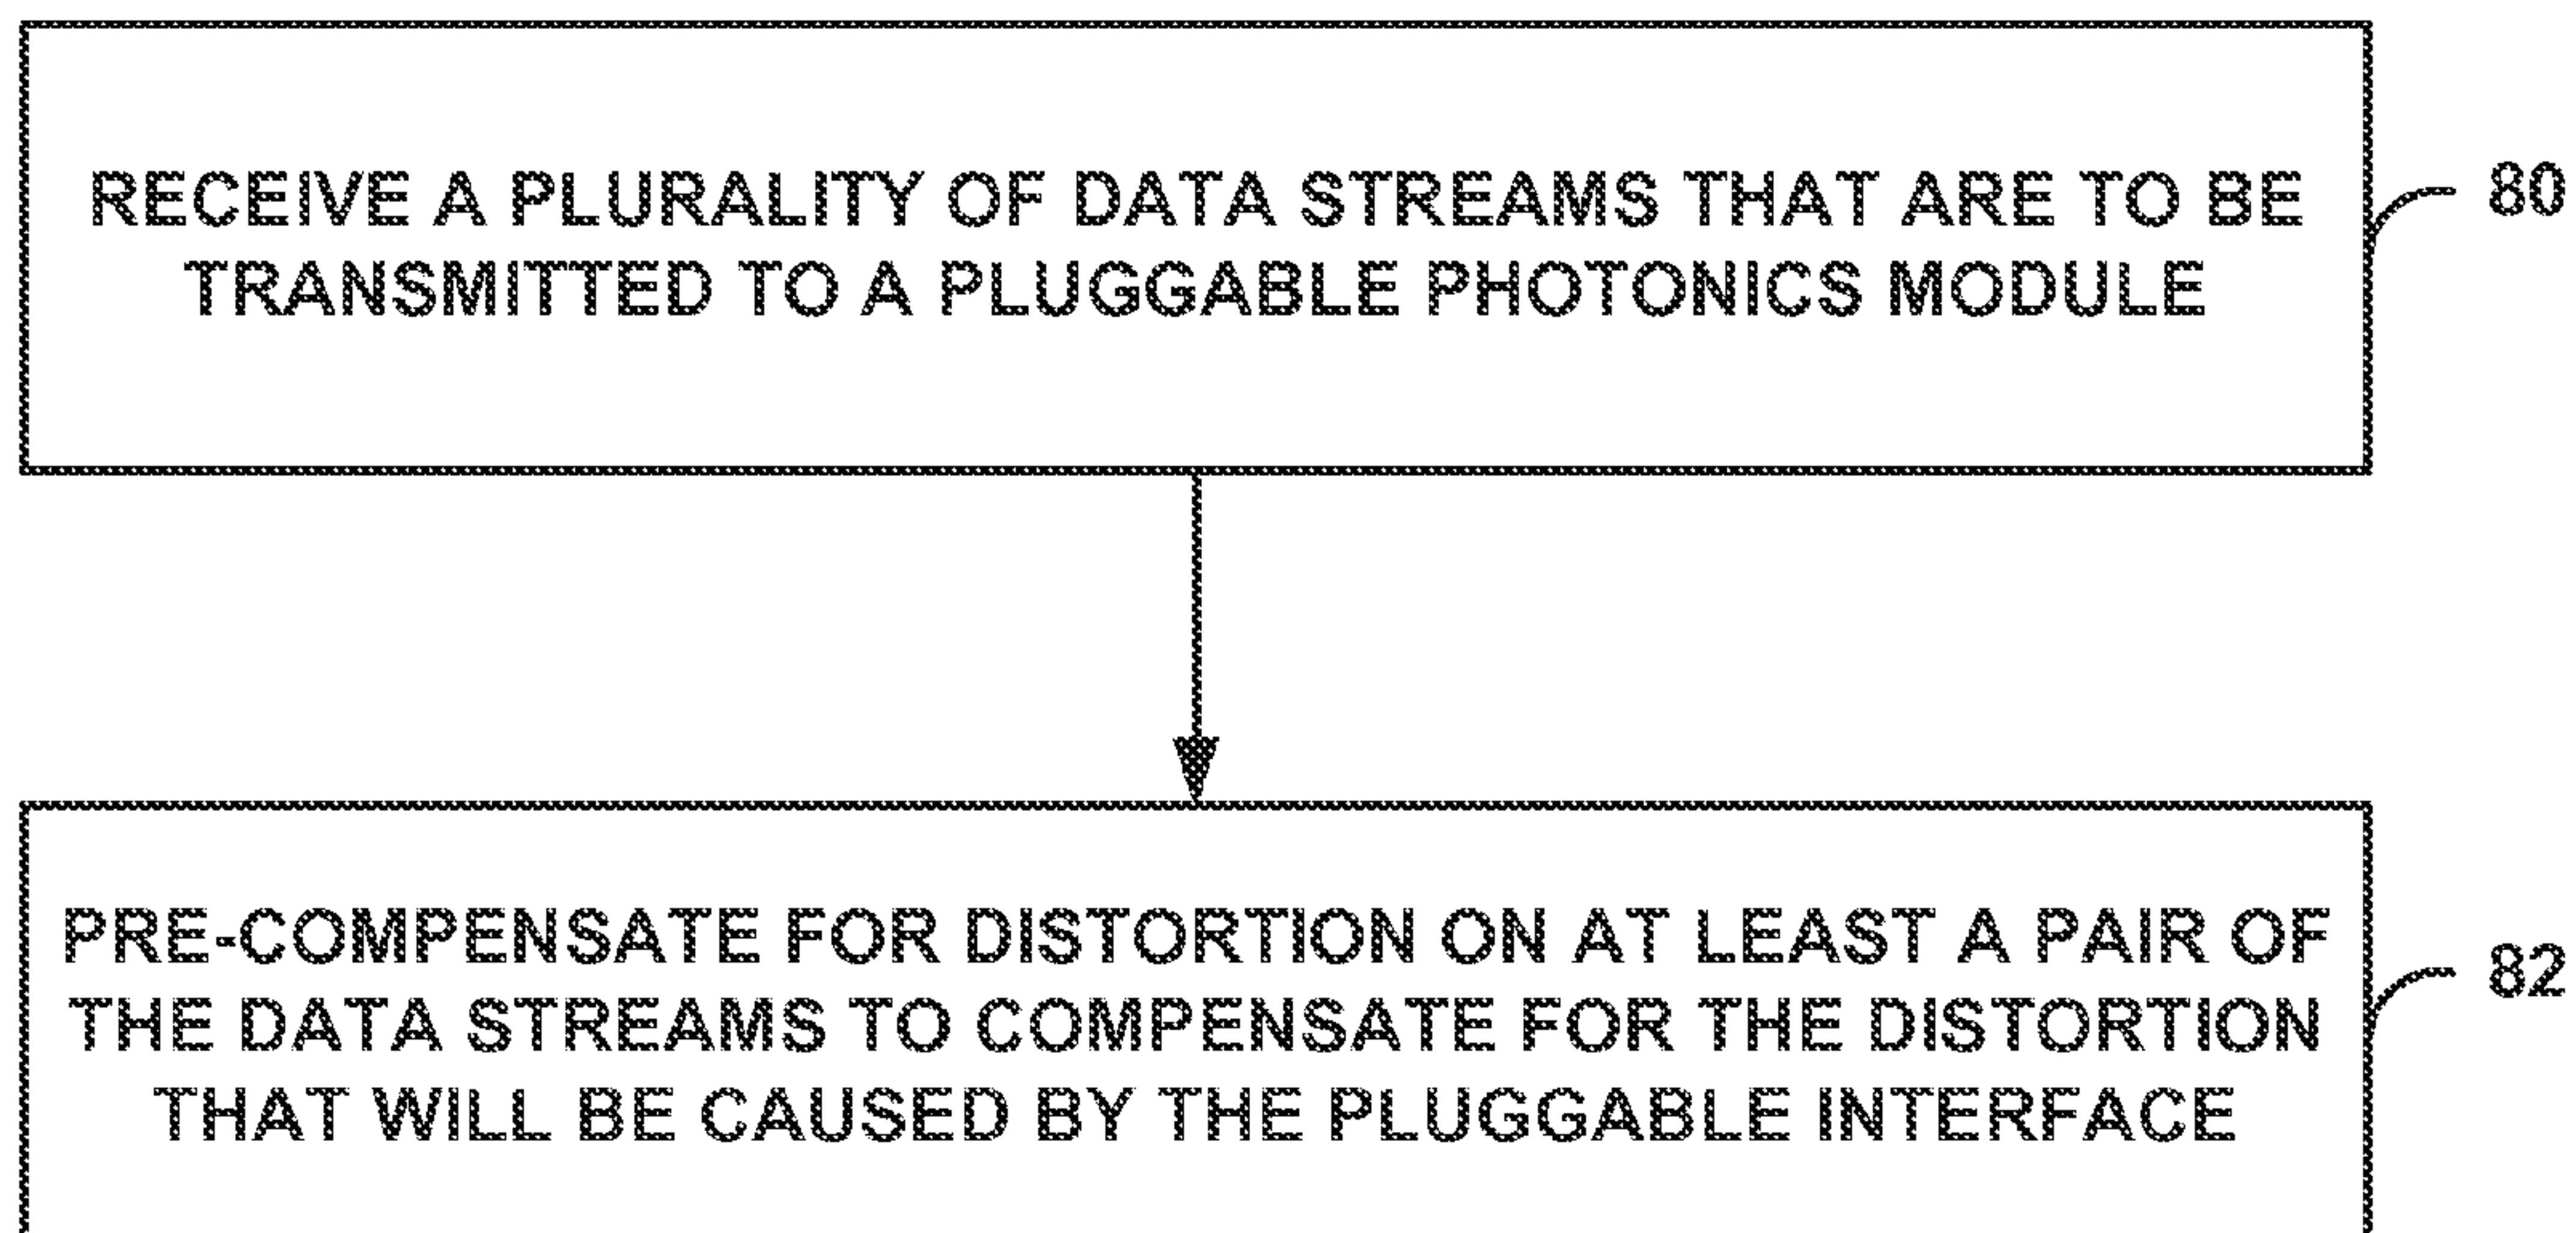 RECEIVE A PLURALITY OF DATA STREAMS THAT ARE TO BE
TRANSMITTED TO A PLUGGABLE PHOTONICS MODULE
80
PRE-COMPENSATE FOR DISTORTION ON AT LEAST A PAIR OF
THE DATA STREAMS TO COMPENSATE FOR THE DISTORTION
THAT WILL BE CAUSED BY THE PLUGGABLE INTERFACE
82